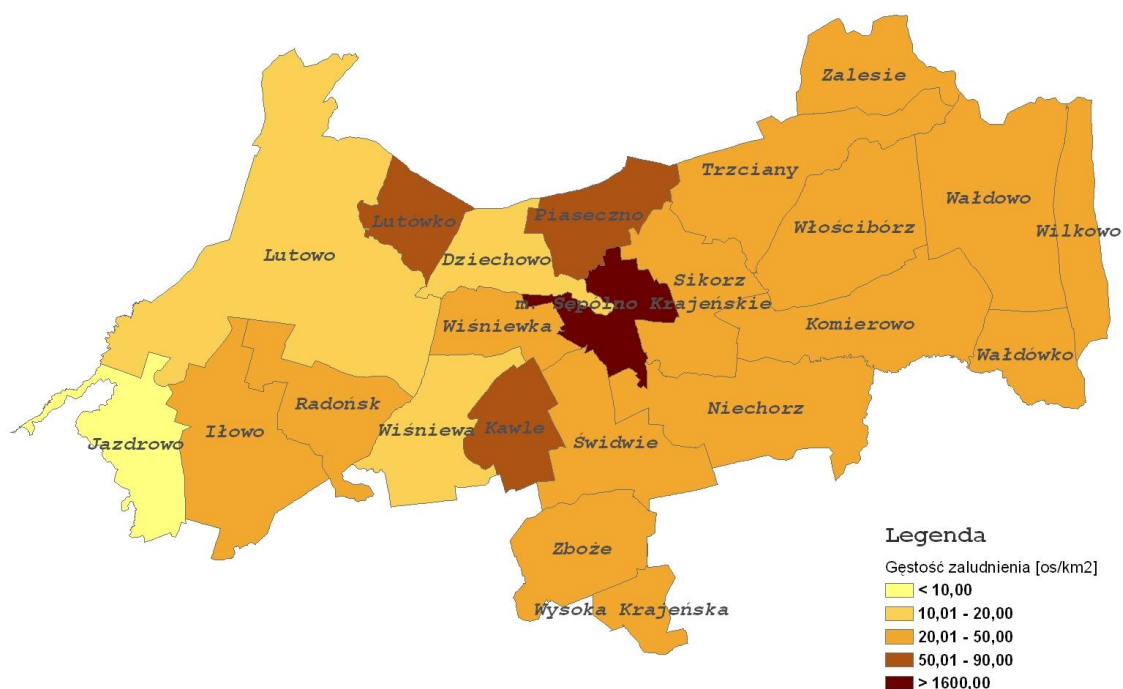 Zalesie
Trzciany
Wałdowo
Lutówko
Piaseczno
Włościbórz
Wilkowo
Lutowo
Dziechowo
Sikorz
m. Sępólno Krajeńskie
Wiśniewka
Komierowo
Wałdówko
Radońsk
Niechorz
Jazdrowo
Iłowo
Wiśniewa
Kawle
Świdwie
Zboże
Wysoka Krajeńska
Legenda
Gęstość zaludnienia [os/km2]
< 10,00
10,01 - 20,00
20,01 - 50,00
50,01 - 90,00
> 1600,00